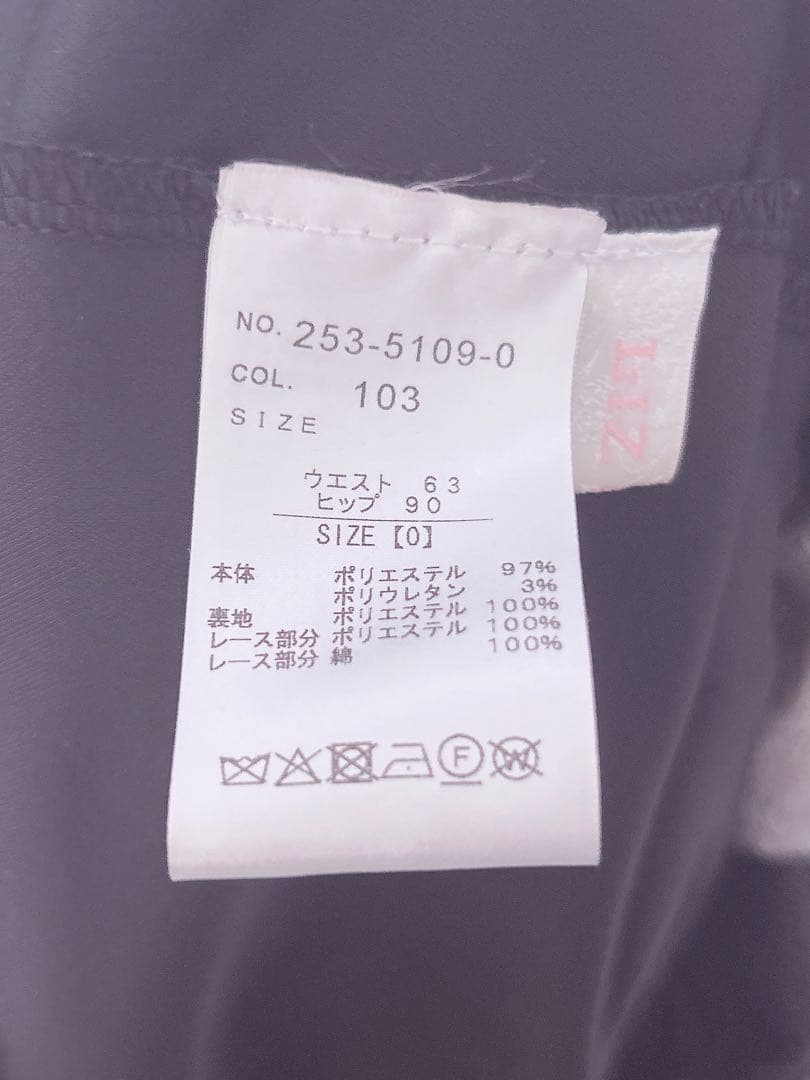 NO. 253-5109-0
COL. 103
SIZE
ウエスト 63
ヒップ 90
SIZE【0】
本体 ポリエステル 97%
ポリウレタン 3%
裏地 ポリエステル 100%
レース部分 ポリエステル 100%
レース部分 綿 100%
F W
LIZ